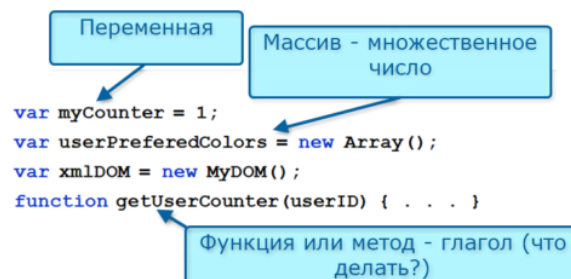 Переменная
Массив - множественное
число
var myCounter = 1;
var userPreferedColors = new Array();
var xmlDOM = new MyDOM();
function getUserCounter(userID) { . . . }
Функция или метод - глагол (что
делать?)